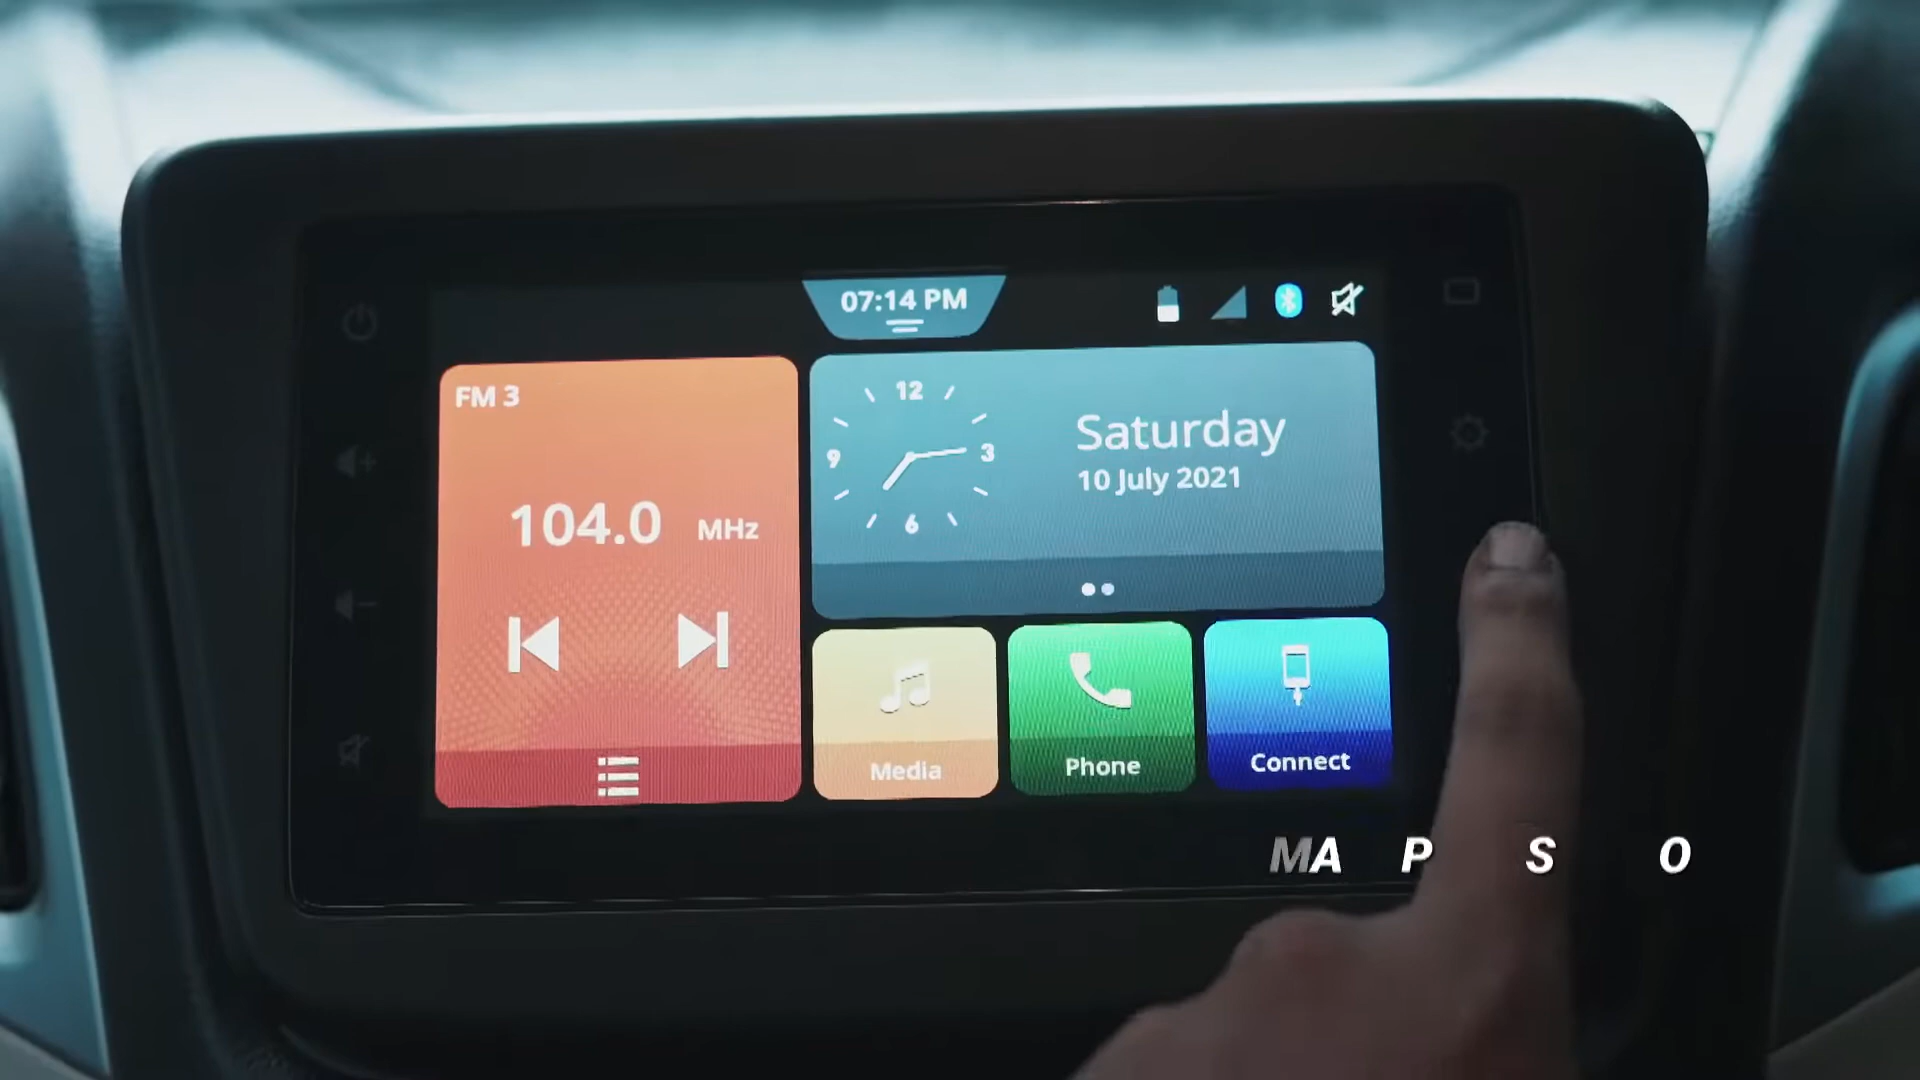 07:14 PM
FM 3
104.0 MHz
12
3
6
9
Saturday
10 July 2021
Media
Phone
Connect
MA P S O